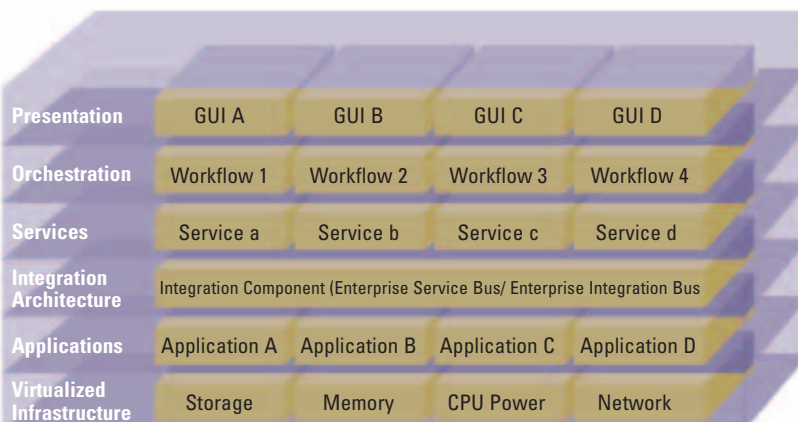 Presentation GUI A GUI B GUI C GUI D
Orchestration Workflow 1 Workflow 2 Workflow 3 Workflow 4
Services Service a Service b Service c Service d
Integration
Architecture
Integration Component (Enterprise Service Bus/ Enterprise Integration Bus
Applications Application A Application B Application C Application D
Virtualized
Infrastructure
Storage Memory CPU Power Network